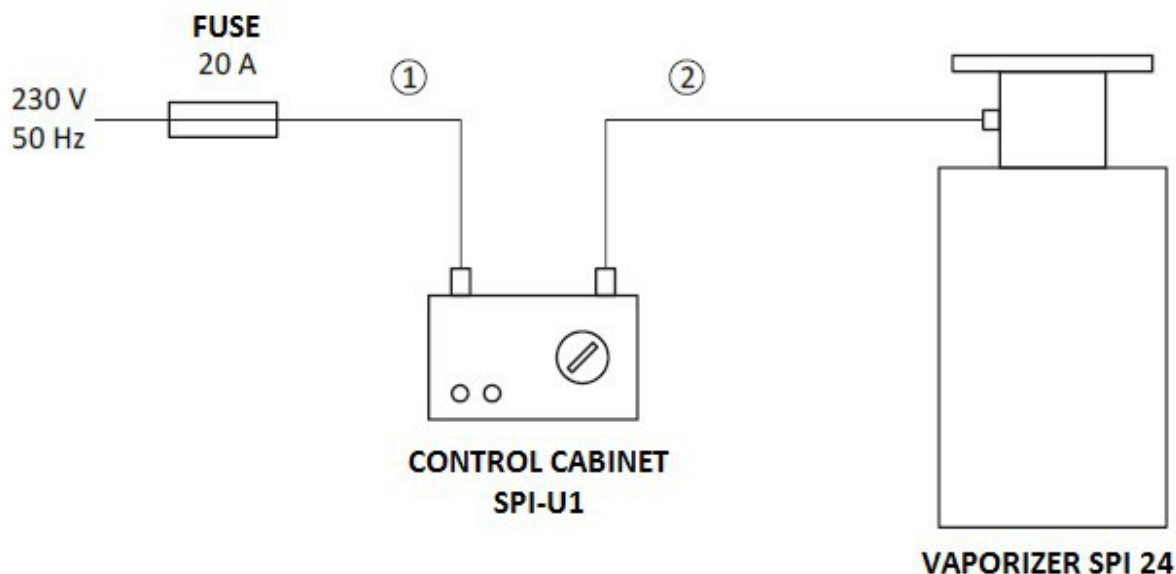 FUSE
20 A
230 V
50 Hz
①
②
CONTROL CABINET
SPI-U1
VAPORIZER SPI 24